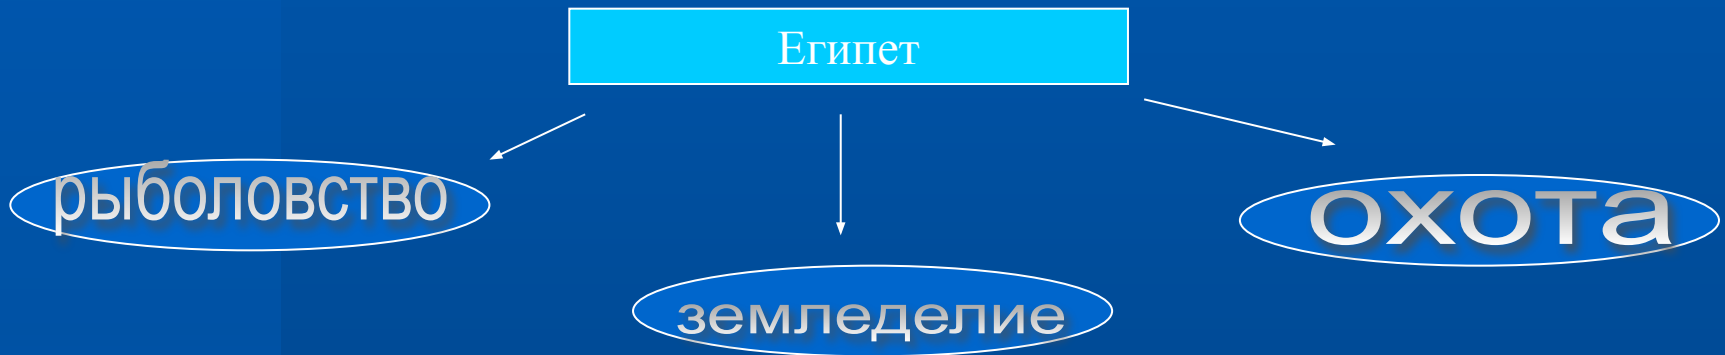 Египет
рыболовство
охота
земледелие